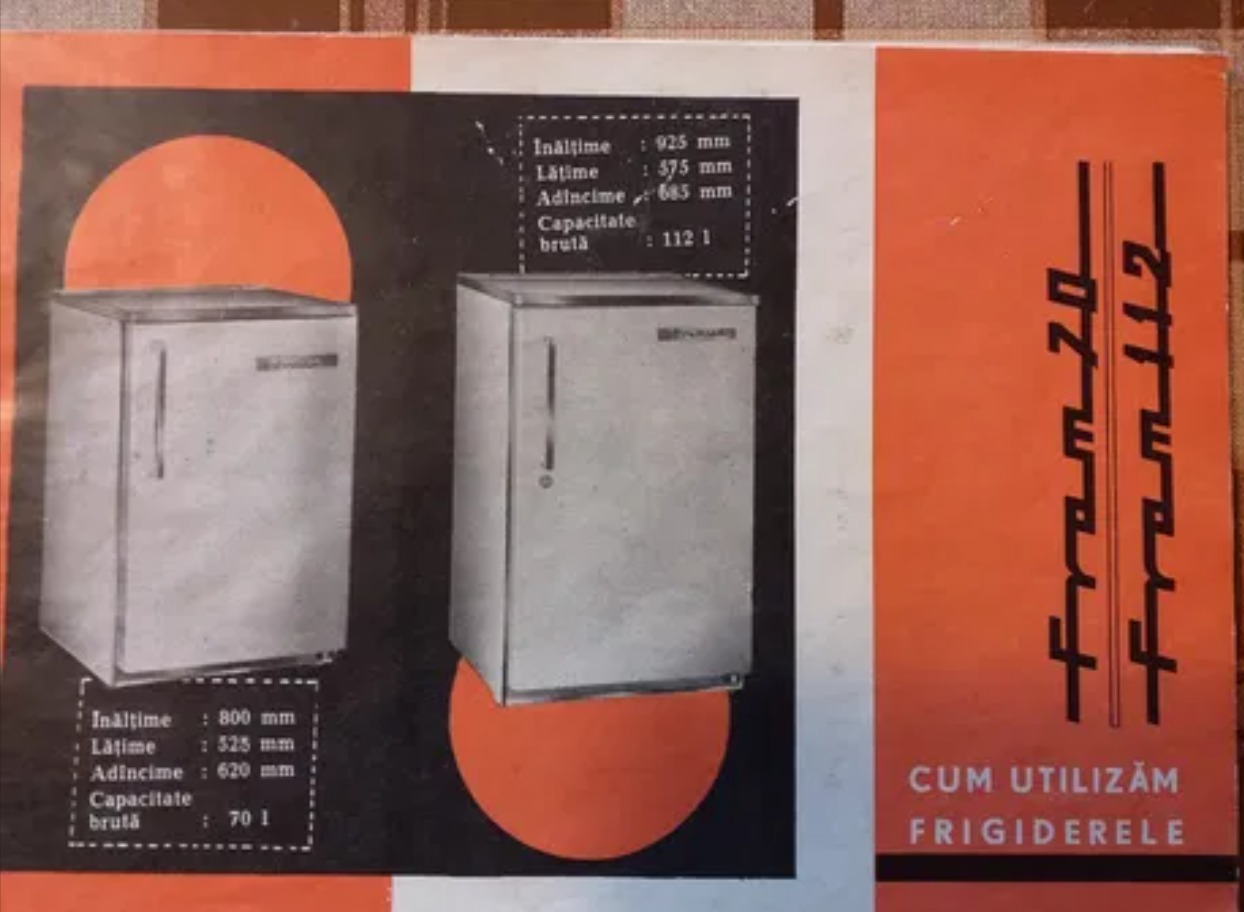 Înălțime : 925 mm
Lățime : 575 mm
Adîncime : 685 mm
Capacitate
brută : 112 l
Înălțime : 800 mm
Lățime : 528 mm
Adîncime : 620 mm
Capacitate
brută : 70 l
fram 70
fram 112
CUM UTILIZĂM
FRIGIDERELE